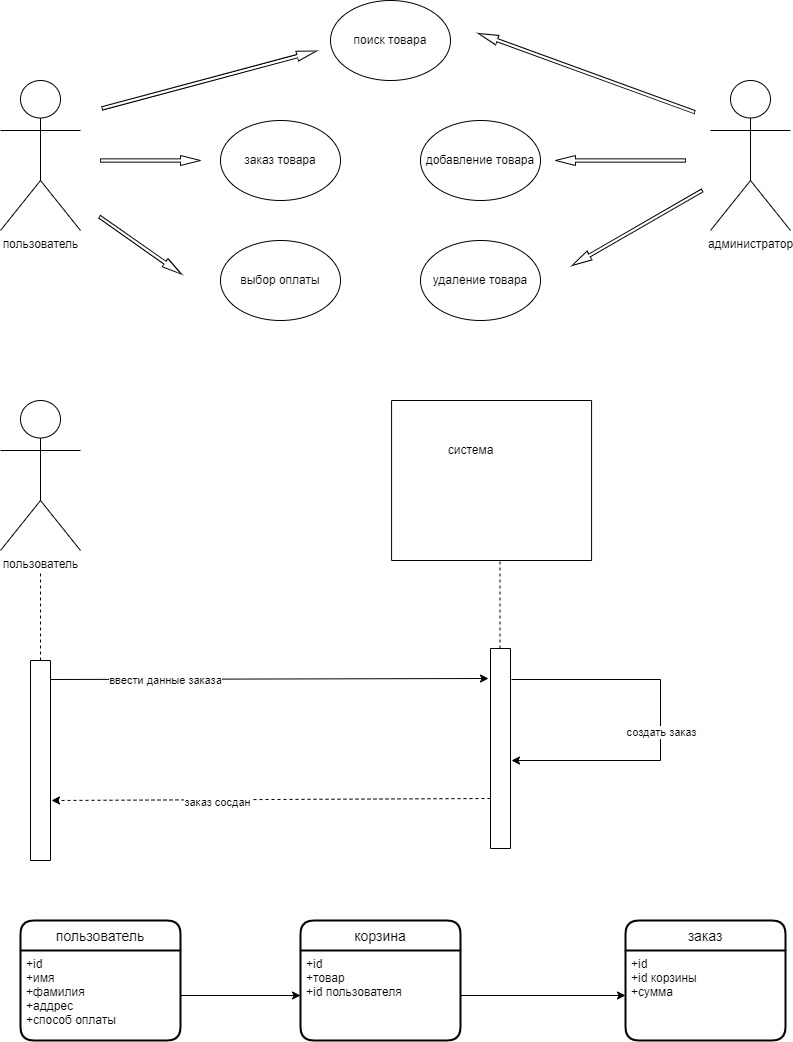 поиск товара
заказ товара
добавление товара
пользователь
администратор
выбор оплаты
удаление товара
система
пользователь
ввести данные заказа
создать заказ
заказ сосдан
пользователь
+id
+имя
+фамилия
+аддрес
+способ оплаты
корзина
+id
+товар
+id пользователя
заказ
+id
+id корзины
+сумма